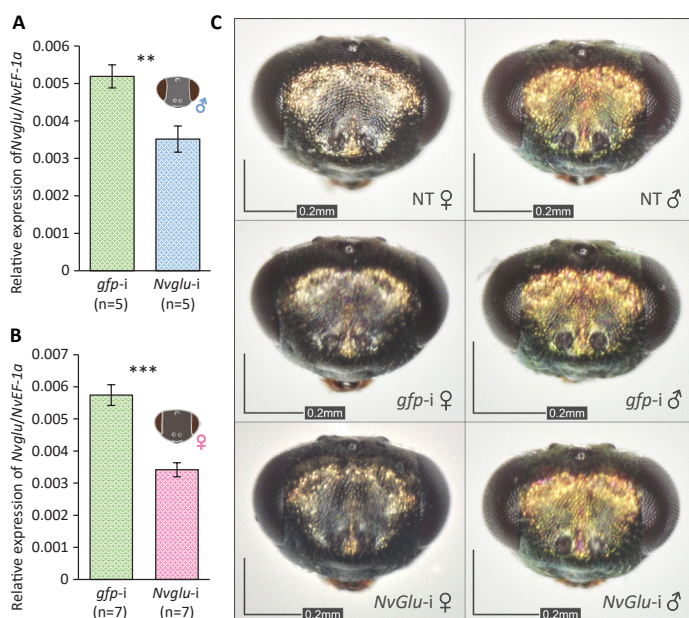 A
Relative expression of Nvglu/NvEF-1a
0.006
0.005
0.004
0.003
0.002
0.001
0
**
♂
gfp-i
(n=5)
Nvglu-i
(n=5)
B
Relative expression of Nvglu/NvEF-1a
0.007
0.006
0.005
0.004
0.003
0.002
0.001
0.000
***
♀
gfp-i
(n=7)
Nvglu-i
(n=7)
C
NT ♀
0.2mm
NT ♂
0.2mm
gfp-i ♀
0.2mm
gfp-i ♂
0.2mm
NvGlu-i ♀
0.2mm
NvGlu-i ♂
0.2mm